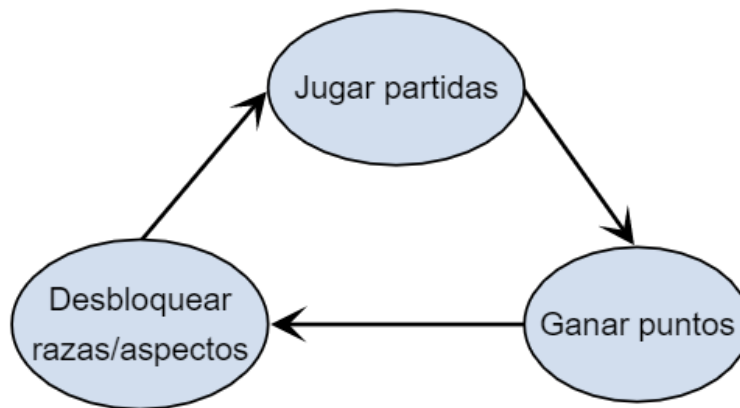 Jugar partidas
Desbloquear
razas/aspectos
Ganar puntos